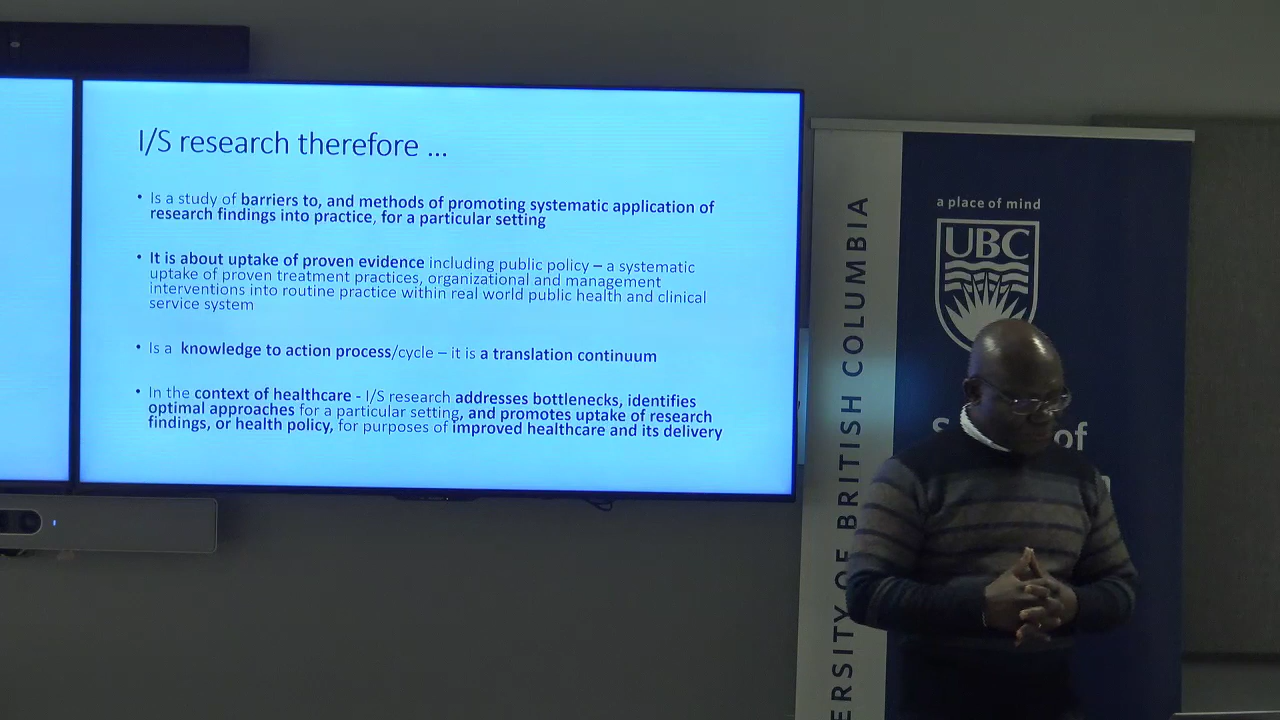 I/S research therefore ...
• Is a study of barriers to, and methods of promoting systematic application of
research findings into practice, for a particular setting
• It is about uptake of proven evidence including public policy – a systematic
uptake of proven treatment practices, organizational and management
interventions into routine practice within real world public health and clinical
service system
• Is a knowledge to action process/cycle – it is a translation continuum
• In the context of healthcare - I/S research addresses bottlenecks, identifies
optimal approaches for a particular setting, and promotes uptake of research
findings, or health policy, for purposes of improved healthcare and its delivery
a place of mind
UBC
of
ERSITY OF BRITISH COLUMBIA